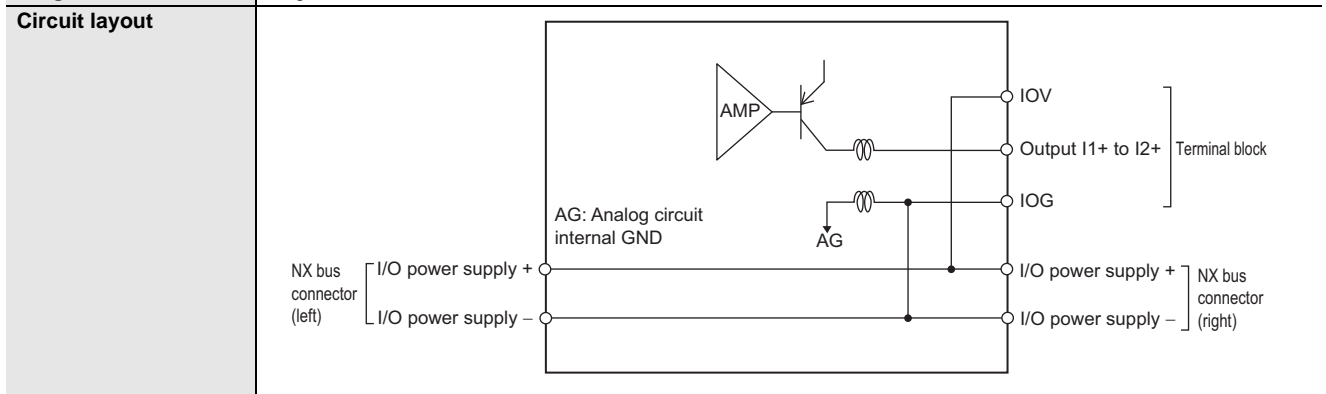 Circuit layout
AMP
IOV
Output I1+ to I2+
Terminal block
IOG
AG: Analog circuit
internal GND
AG
NX bus
connector
(left)
I/O power supply +
I/O power supply –
I/O power supply +
I/O power supply –
NX bus
connector
(right)